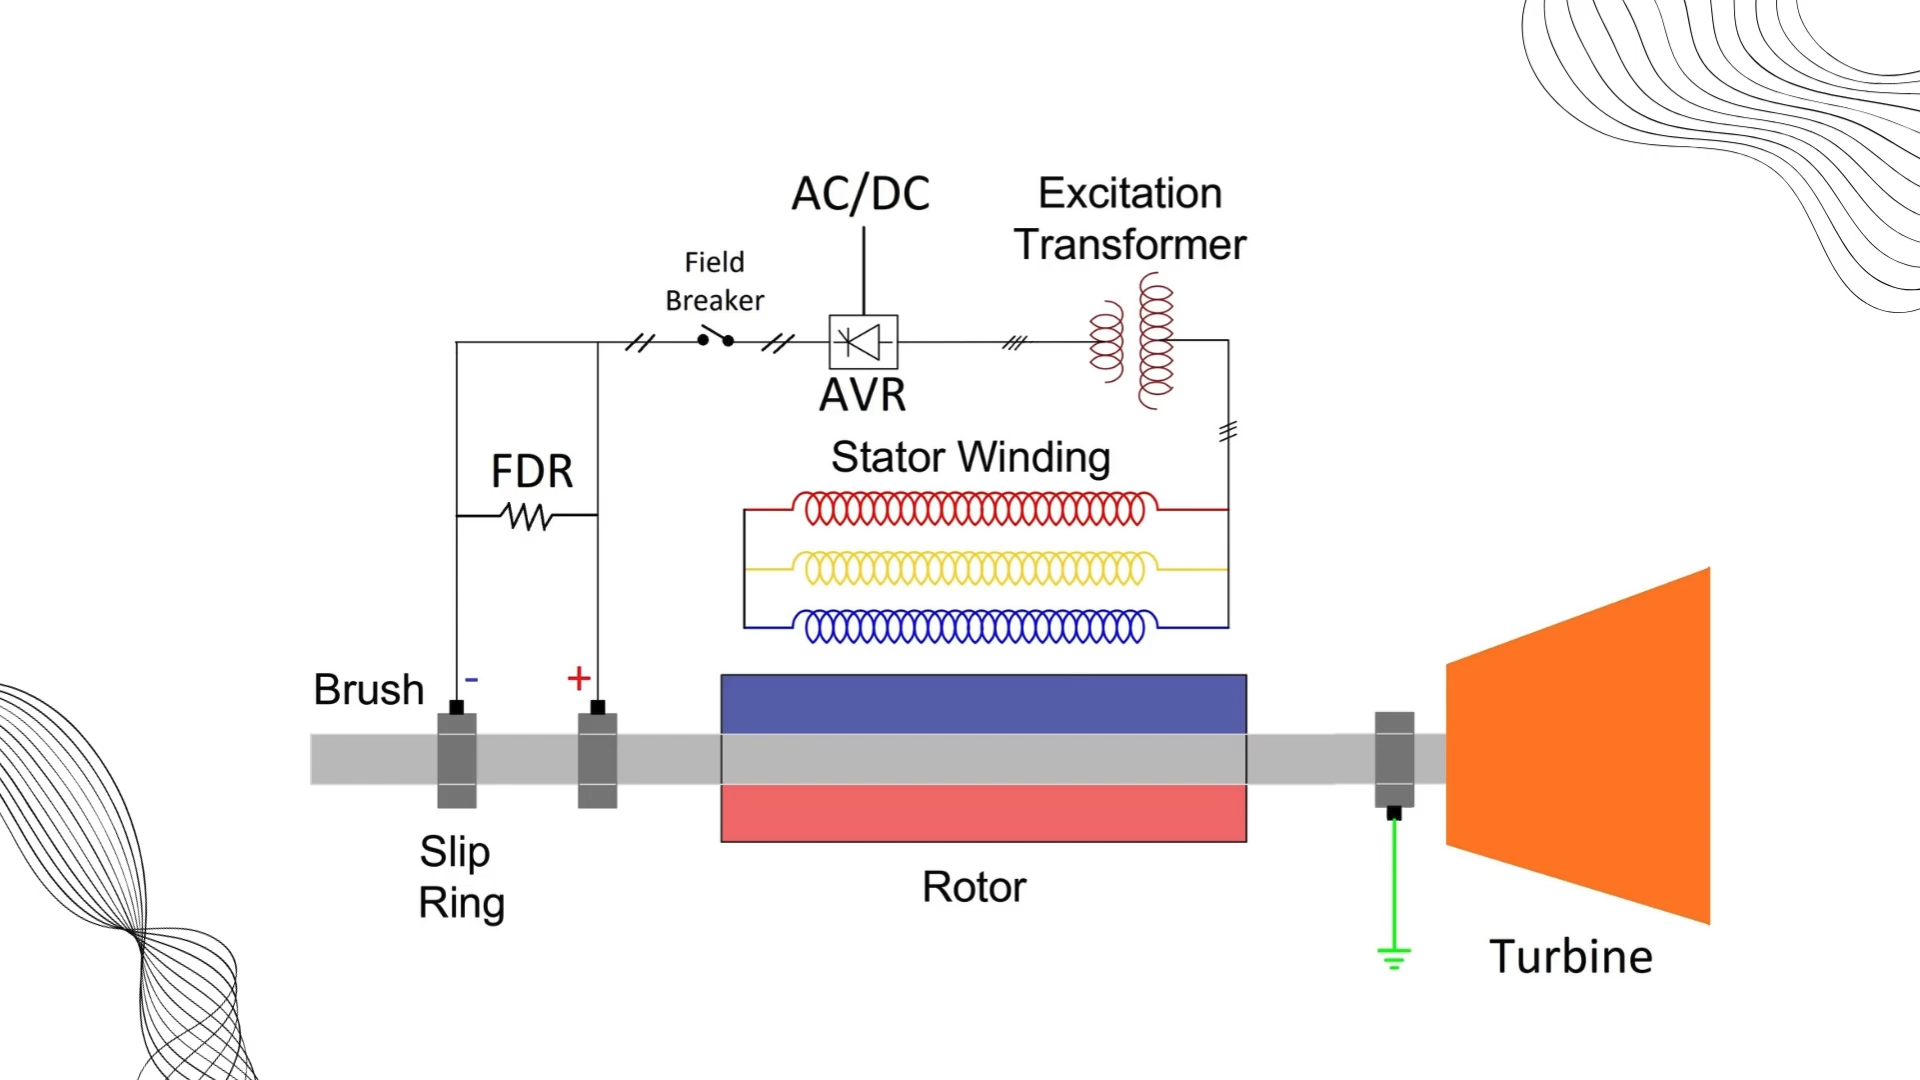 AC/DC
Excitation
Transformer
Field
Breaker
AVR
Stator Winding
FDR
Brush
-
+
Slip
Ring
Rotor
Turbine